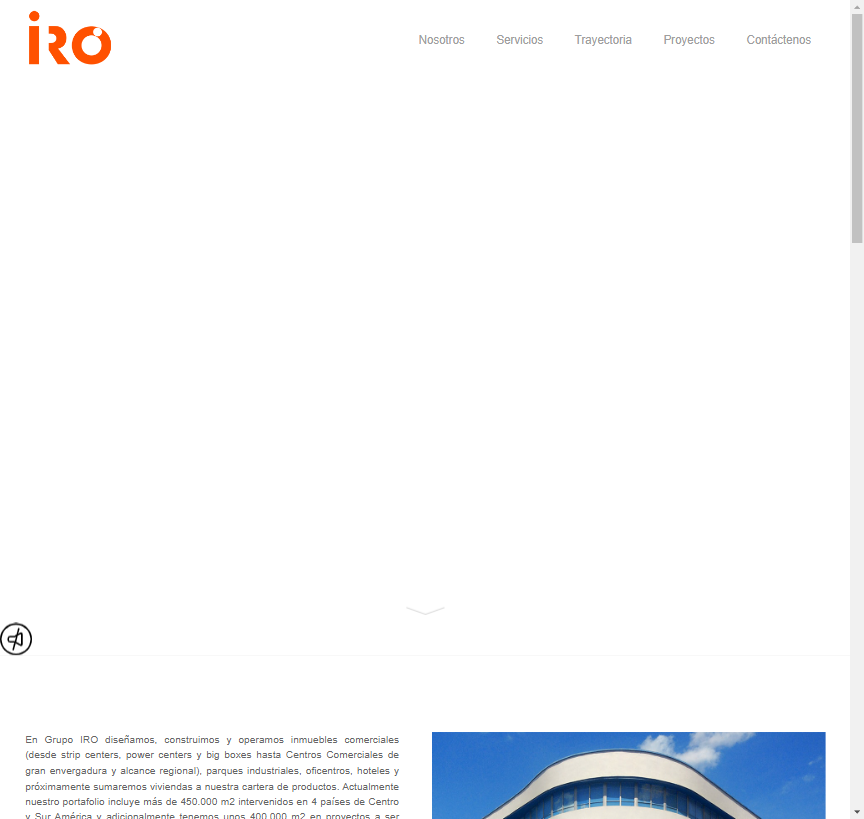 iRO
Nosotros Servicios Trayectoria Proyectos Contáctenos
En Grupo IRO diseñamos, construimos y operamos inmuebles comerciales
(desde strip centers, power centers y big boxes hasta Centros Comerciales de
gran envergadura y alcance regional), parques industriales, oficentros, hoteles y
próximamente sumaremos viviendas a nuestra cartera de productos. Actualmente
nuestro portafolio incluye más de 450.000 m2 intervenidos en 4 países de Centro
y Sur América y adicionalmente tenemos unos 400.000 m2 en proyectos a ser